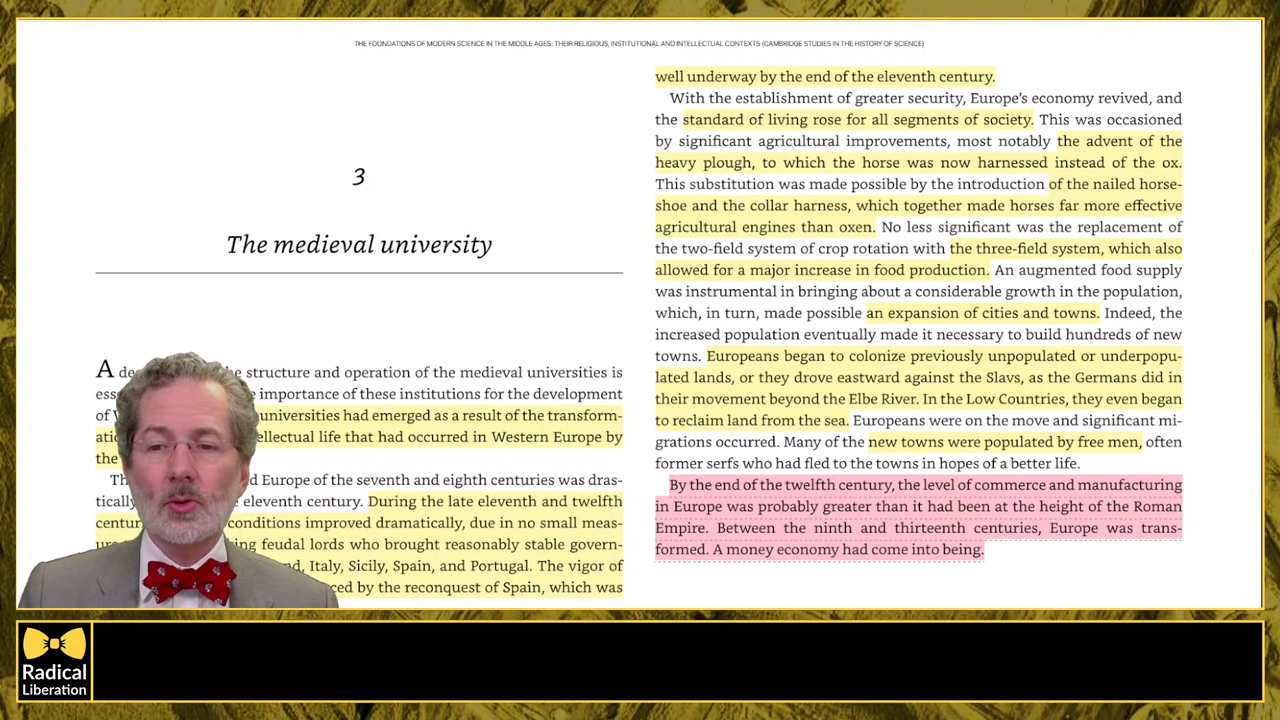 THE FOUNDATIONS OF MODERN SCIENCE IN THE MIDDLE AGES: THEIR RELIGIOUS, INSTITUTIONAL AND INTELLECTUAL CONTEXTS (CAMBRIDGE STUDIES IN THE HISTORY OF SCIENCE)
3
The medieval university
A structure and operation of the medieval universities is
importance of these institutions for the development
of universities had emerged as a result of the transform-
intellectual life that had occurred in Western Europe by
the
Europe of the seventh and eighth centuries was dras-
tically eleventh century. During the late eleventh and twelfth
conditions improved dramatically, due in no small meas-
feudal lords who brought reasonably stable govern-
Italy, Sicily, Spain, and Portugal. The vigor of
by the reconquest of Spain, which was
well underway by the end of the eleventh century.
With the establishment of greater security, Europe's economy revived, and
the standard of living rose for all segments of society. This was occasioned
by significant agricultural improvements, most notably the advent of the
heavy plough, to which the horse was now harnessed instead of the ox.
This substitution was made possible by the introduction of the nailed horse-
shoe and the collar harness, which together made horses far more effective
agricultural engines than oxen. No less significant was the replacement of
the two-field system of crop rotation with the three-field system, which also
allowed for a major increase in food production. An augmented food supply
was instrumental in bringing about a considerable growth in the population,
which, in turn, made possible an expansion of cities and towns. Indeed, the
increased population eventually made it necessary to build hundreds of new
towns. Europeans began to colonize previously unpopulated or underpopu-
lated lands, or they drove eastward against the Slavs, as the Germans did in
their movement beyond the Elbe River. In the Low Countries, they even began
to reclaim land from the sea. Europeans were on the move and significant mi-
grations occurred. Many of the new towns were populated by free men, often
former serfs who had fled to the towns in hopes of a better life.
By the end of the twelfth century, the level of commerce and manufacturing
in Europe was probably greater than it had been at the height of the Roman
Empire. Between the ninth and thirteenth centuries, Europe was trans-
formed. A money economy had come into being.
Radical
Liberation